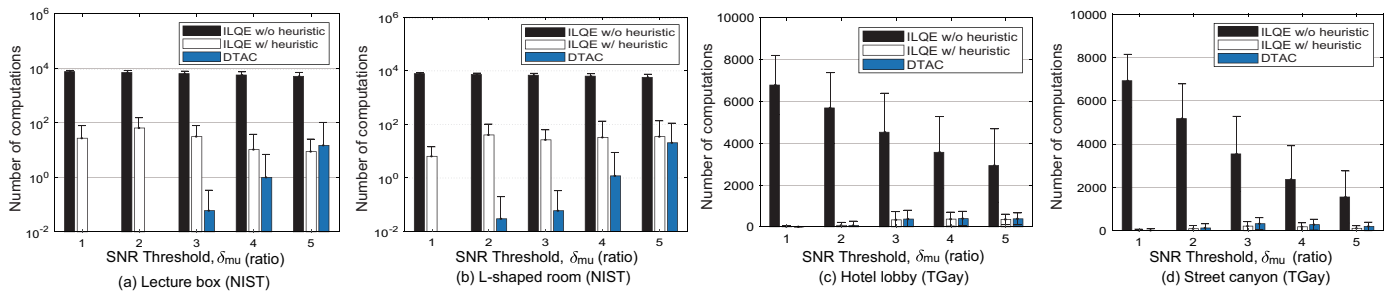 10^6
10^4
10^2
10^0
10^-2
Number of computations
ILQE w/o heuristic
ILQE w/ heuristic
DTAC
1 2 3 4 5
SNR Threshold, δmu (ratio)
(a) Lecture box (NIST)
10^6
10^4
10^2
10^0
10^-2
Number of computations
ILQE w/o heuristic
ILQE w/ heuristic
DTAC
1 2 3 4 5
SNR Threshold, δmu (ratio)
(b) L-shaped room (NIST)
10000
8000
6000
4000
2000
0
Number of computations
ILQE w/o heuristic
ILQE w/ heuristic
DTAC
1 2 3 4 5
SNR Threshold, δmu (ratio)
(c) Hotel lobby (TGay)
10000
8000
6000
4000
2000
0
Number of computations
ILQE w/o heuristic
ILQE w/ heuristic
DTAC
1 2 3 4 5
SNR Threshold, δmu (ratio)
(d) Street canyon (TGay)